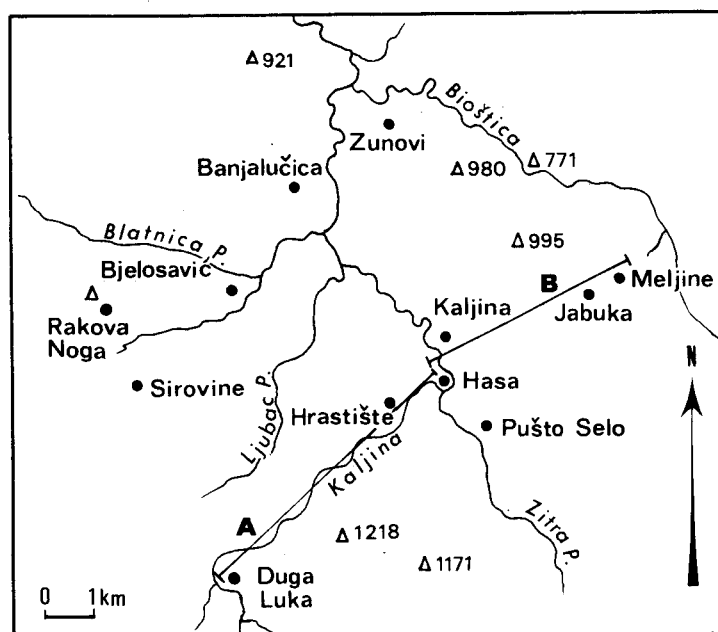 921
Bioštica
Zunovi
Banjalučica
980
771
Blatnica P.
995
Bjelosavić
B
Meljine
Kaljina
Jabuka
Rakova
Noga
N
Hasa
Sirovine
Hrastište
Ljubač P.
Pušto Selo
Kaljina
A
1218
Zitra P.
1171
Duga
Luka
0 1km